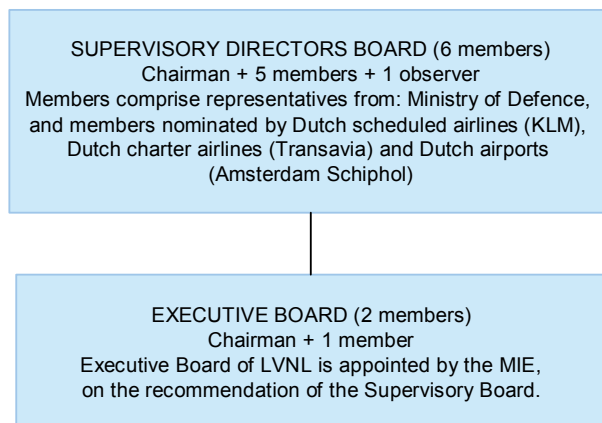 SUPERVISORY DIRECTORS BOARD (6 members)
Chairman + 5 members + 1 observer
Members comprise representatives from: Ministry of Defence,
and members nominated by Dutch scheduled airlines (KLM),
Dutch charter airlines (Transavia) and Dutch airports
(Amsterdam Schiphol)
EXECUTIVE BOARD (2 members)
Chairman + 1 member
Executive Board of LVNL is appointed by the MIE,
on the recommendation of the Supervisory Board.